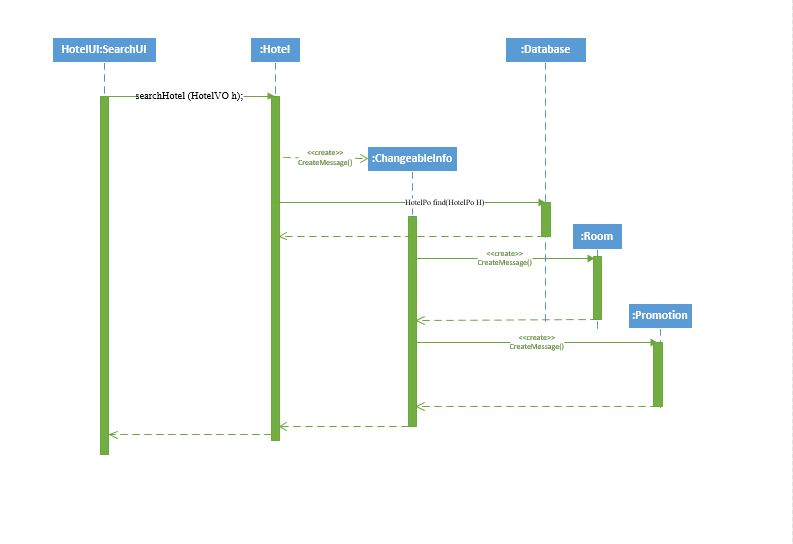 HotelUI:SearchUI
:Hotel
:Database
searchHotel (HotelVO h);
<<create>>
CreateMessage()
:ChangeableInfo
HotelPo find(HotelPo H)
:Room
<<create>>
CreateMessage()
:Promotion
<<create>>
CreateMessage()